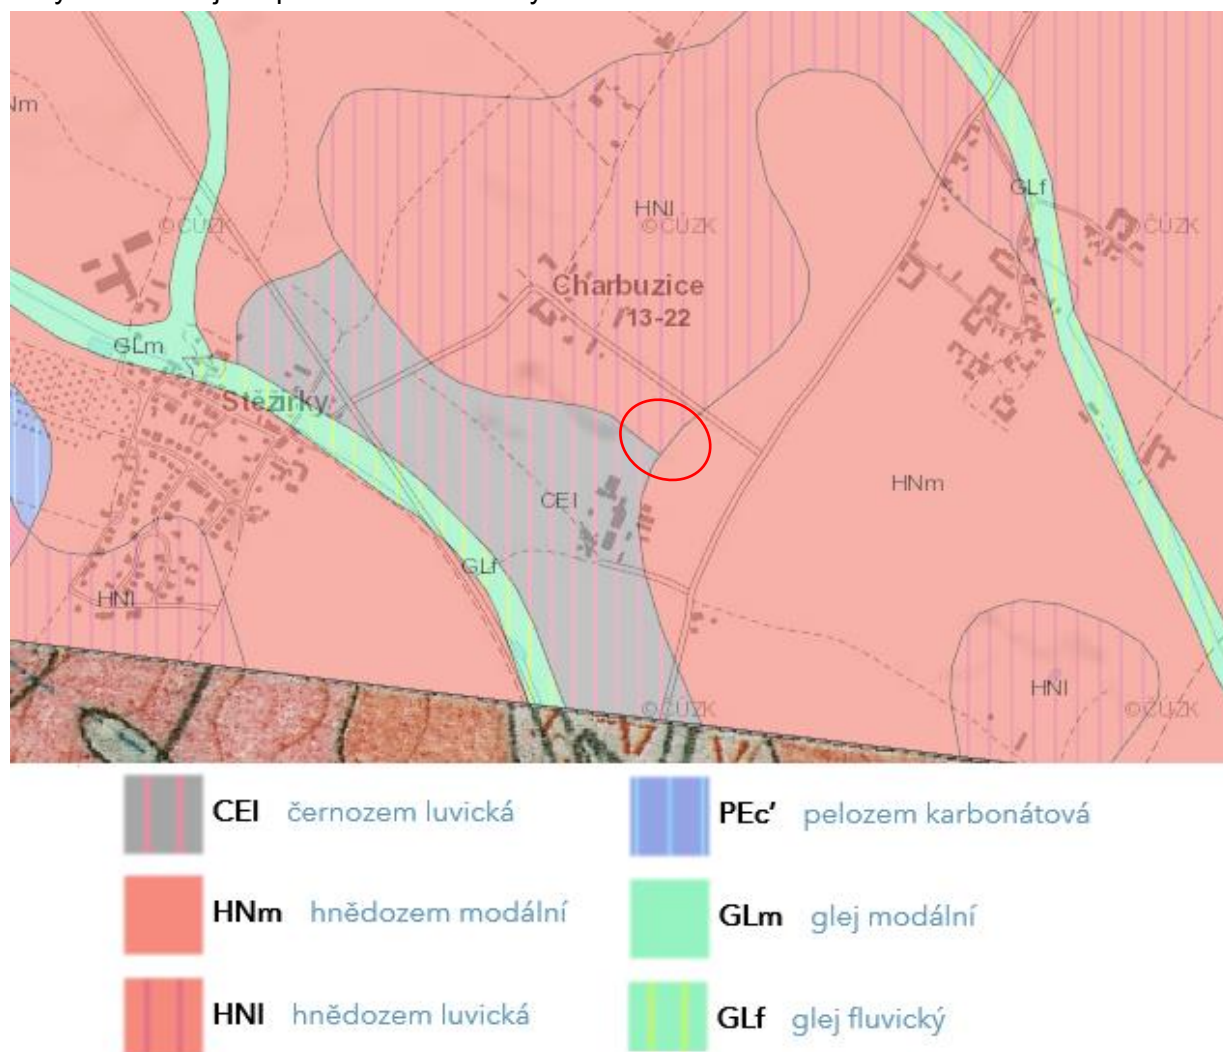 HNl
©ČÚZK
©ČÚZK
GLf
©ČÚZK
Charbuzice
13-22
GLm
Stěžírky
CEl
HNm
GLf
HNl
HNl
©ČÚZK
©ČÚZK
CEl černozem luvická
PEc' pelozem karbonátová
HNm hnědozem modální
GLm glej modální
HNl hnědozem luvická
GLf glej fluvický